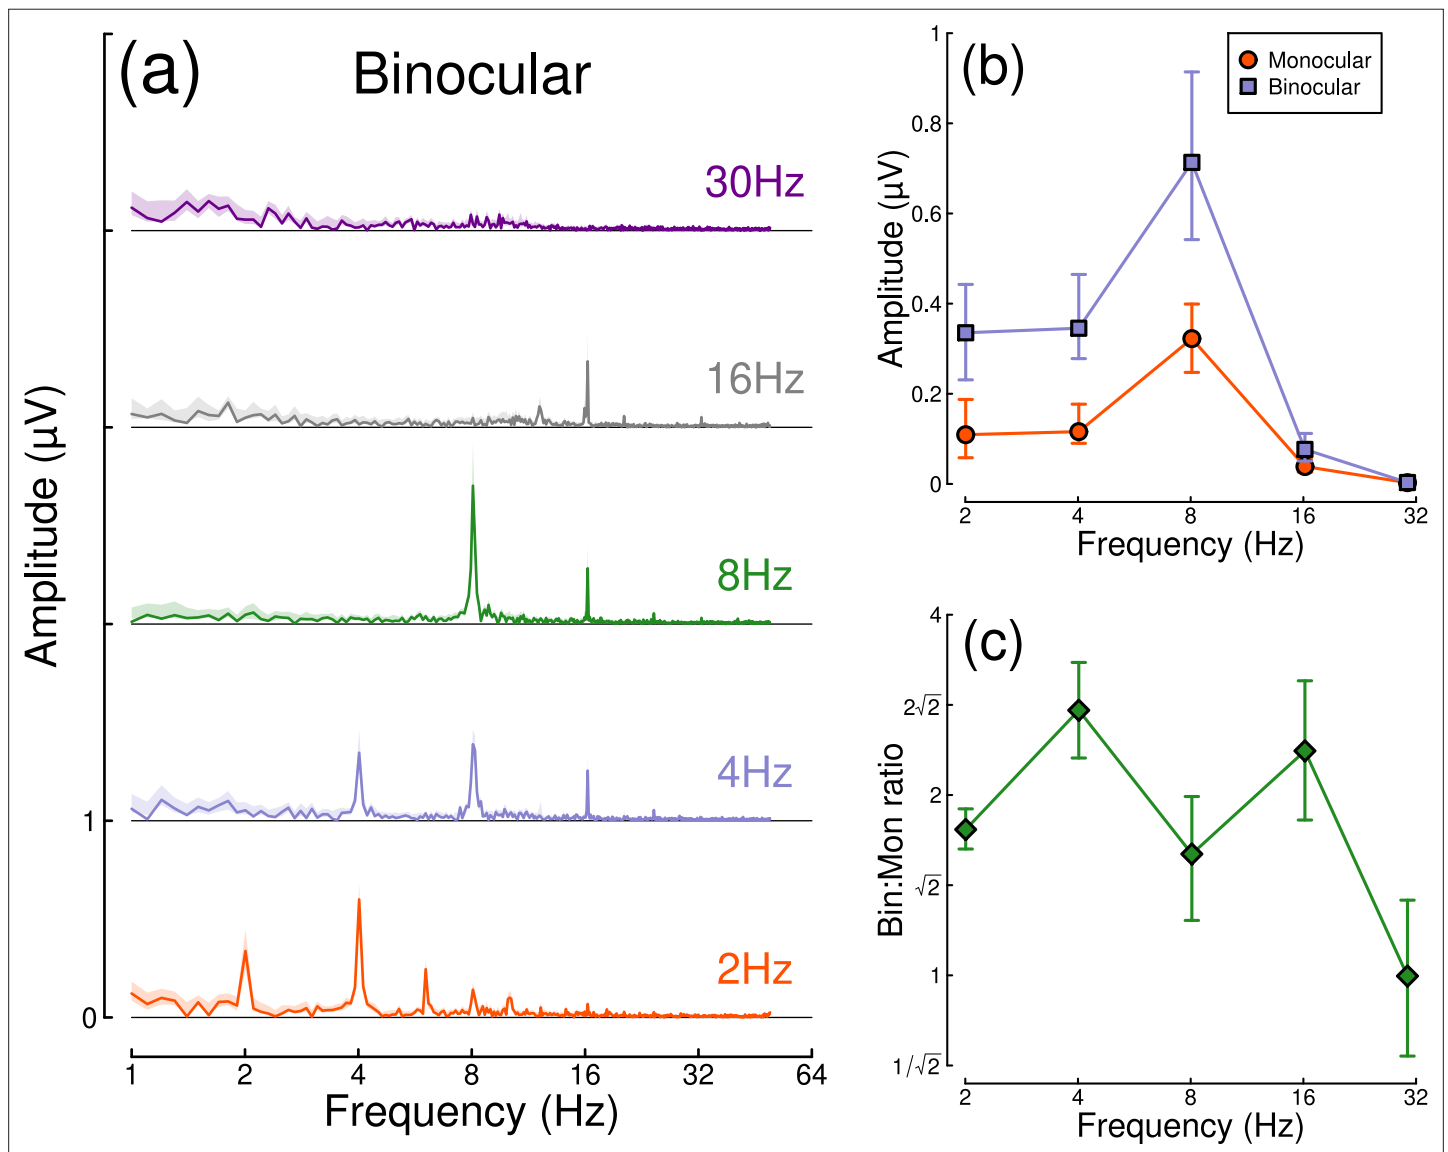 (a)
Binocular
30Hz
16Hz
8Hz
4Hz
2Hz
Amplitude (µV)
1
0
1 2 4 8 16 32 64
Frequency (Hz)
(b)
Monocular
Binocular
Amplitude (µV)
1
0.8
0.6
0.4
0.2
0
2 4 8 16 32
Frequency (Hz)
(c)
Bin:Mon ratio
4
2√2
2
√2
1
1/√2
2 4 8 16 32
Frequency (Hz)